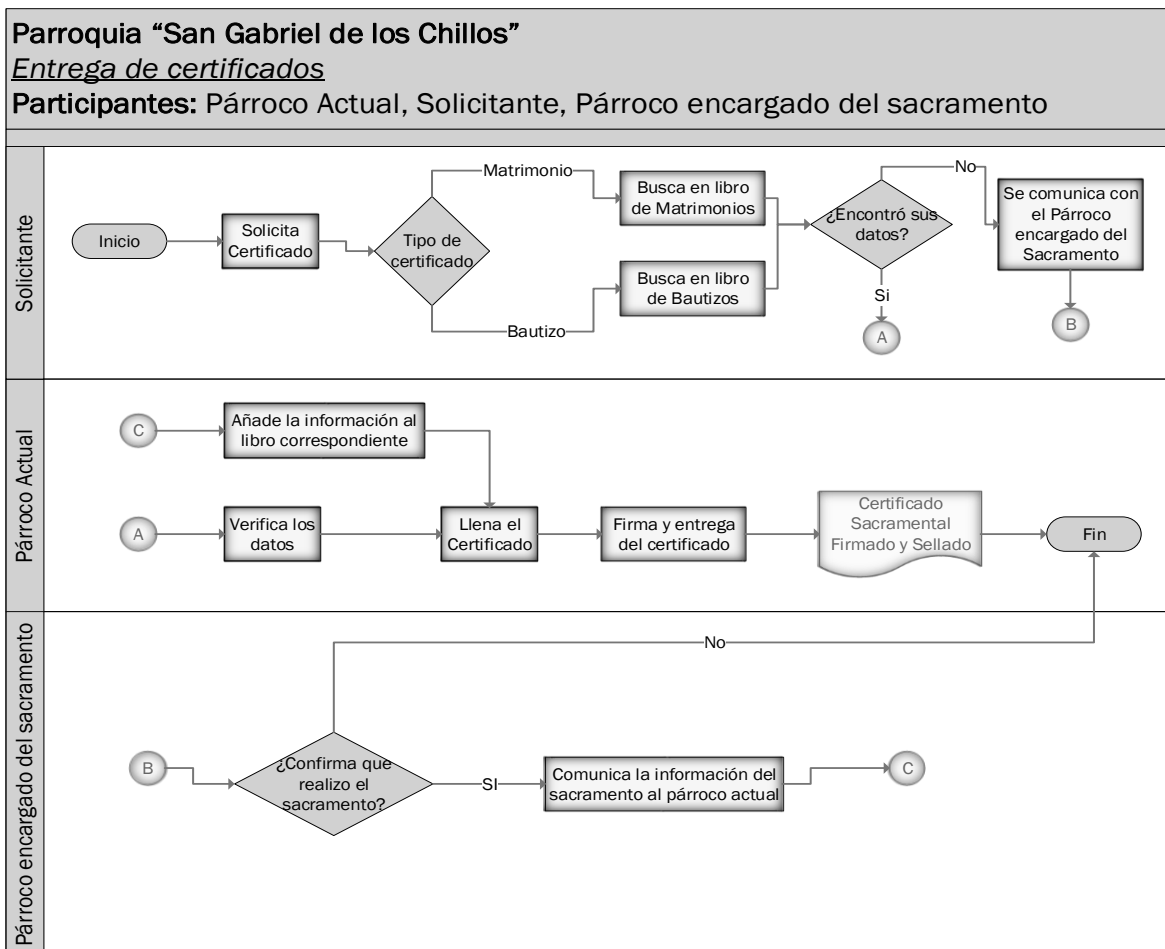 Parroquia “San Gabriel de los Chillos”
Entrega de certificados
Participantes: Párroco Actual, Solicitante, Párroco encargado del sacramento
Solicitante
Inicio
Solicita
Certificado
Tipo de
certificado
Matrimonio
Bautizo
Busca en libro
de Matrimonios
Busca en libro
de Bautizos
¿Encontró sus
datos?
No
Si
A
Se comunica con
el Párroco
encargado del
Sacramento
B
Párroco Actual
C
Añade la información al
libro correspondiente
A
Verifica los
datos
Llena el
Certificado
Firma y entrega
del certificado
Certificado
Sacramental
Firmado y Sellado
Fin
Párroco encargado del sacramento
No
B
¿Confirma que
realizo el
sacramento?
SI
Comunica la información del
sacramento al párroco actual
C